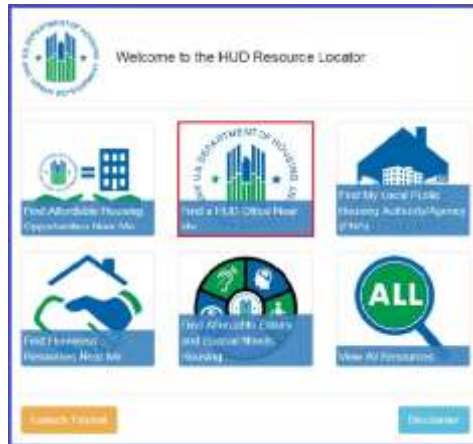 Welcome to the HUD Resource Locator
Find Affordable Housing
Opportunities Near Me
Find a HUD Office Near
Me
Find My Local Public
Housing Authority/Agency
(PHA)
ALL
Find Homeless
Resources Near Me
Find Affordable Elderly
and Special Needs
Housing
View All Resources
Launch Tutorial
Disclaimer